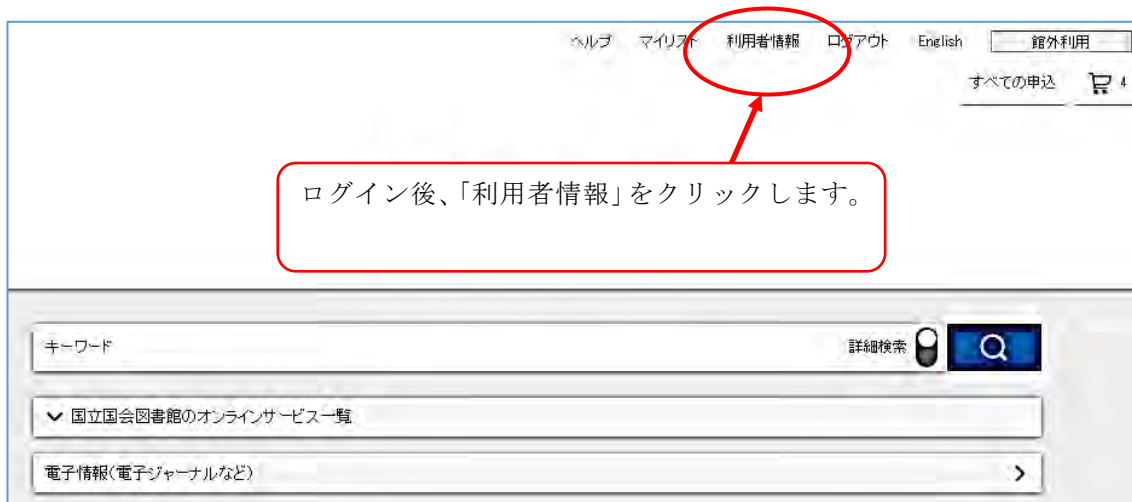 ヘルプ マイリスト 利用者情報 ログアウト English 館外利用
すべての申込 4
ログイン後、「利用者情報」をクリックします。
キーワード 詳細検索
国立国会図書館のオンラインサービス一覧
電子情報(電子ジャーナルなど)